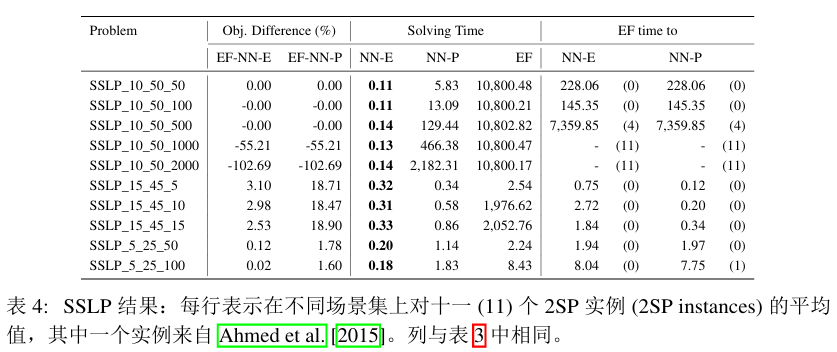 Problem Obj. Difference (%) Solving Time EF time to
EF-NN-E EF-NN-P NN-E NN-P EF NN-E NN-P
SSLP_10_50_50 0.00 0.00 0.11 5.83 10,800.48 228.06 (0) 228.06 (0)
SSLP_10_50_100 -0.00 -0.00 0.11 13.09 10,800.21 145.35 (0) 145.35 (0)
SSLP_10_50_500 -0.00 -0.00 0.14 129.44 10,802.82 7,359.85 (4) 7,359.85 (4)
SSLP_10_50_1000 -55.21 -55.21 0.13 466.38 10,800.47 - (11) - (11)
SSLP_10_50_2000 -102.69 -102.69 0.14 2,182.31 10,800.17 - (11) - (11)
SSLP_15_45_5 3.10 18.71 0.32 0.34 2.54 0.75 (0) 0.12 (0)
SSLP_15_45_10 2.98 18.47 0.31 0.58 1,976.62 2.72 (0) 0.20 (0)
SSLP_15_45_15 2.53 18.90 0.33 0.86 2,052.76 1.84 (0) 0.34 (0)
SSLP_5_25_50 0.12 1.78 0.20 1.14 2.24 1.94 (0) 1.97 (0)
SSLP_5_25_100 0.02 1.60 0.18 1.83 8.43 8.04 (0) 7.75 (1)
表 4: SSLP 结果：每行表示在不同场景集上对十一 (11) 个 2SP 实例 (2SP instances) 的平均
值，其中一个实例来自 Ahmed et al. [2015]。列与表 3 中相同。